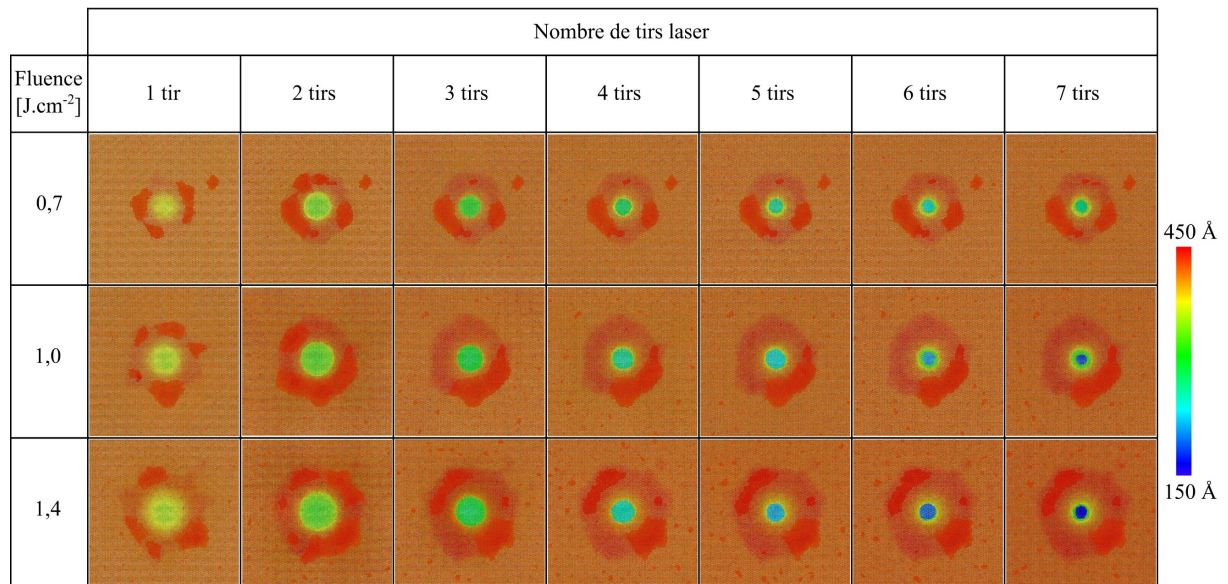 Nombre de tirs laser
Fluence
[J.cm⁻²]
1 tir
2 tirs
3 tirs
4 tirs
5 tirs
6 tirs
7 tirs
0,7
1,0
1,4
450 Å
150 Å